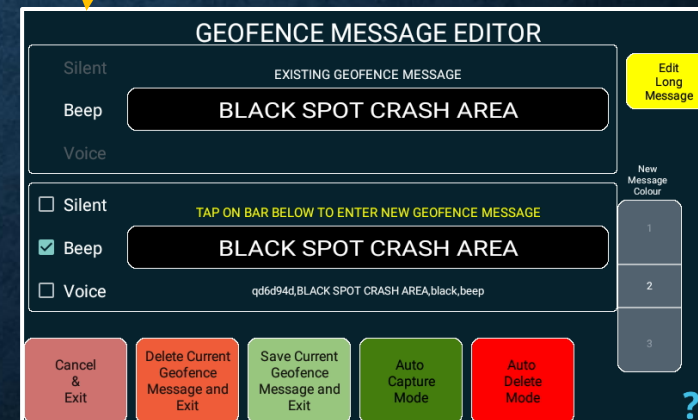 GEOFENCE MESSAGE EDITOR
Silent
EXISTING GEOFENCE MESSAGE
Beep
BLACK SPOT CRASH AREA
Voice
Edit
Long
Message
New
Message
Colour
1
2
3
Silent
TAP ON BAR BELOW TO ENTER NEW GEOFENCE MESSAGE
Beep
BLACK SPOT CRASH AREA
Voice
qd6d94d,BLACK SPOT CRASH AREA,black,beep
Cancel
&
Exit
Delete Current
Geofence
Message and
Exit
Save Current
Geofence
Message and
Exit
Auto
Capture
Mode
Auto
Delete
Mode
?